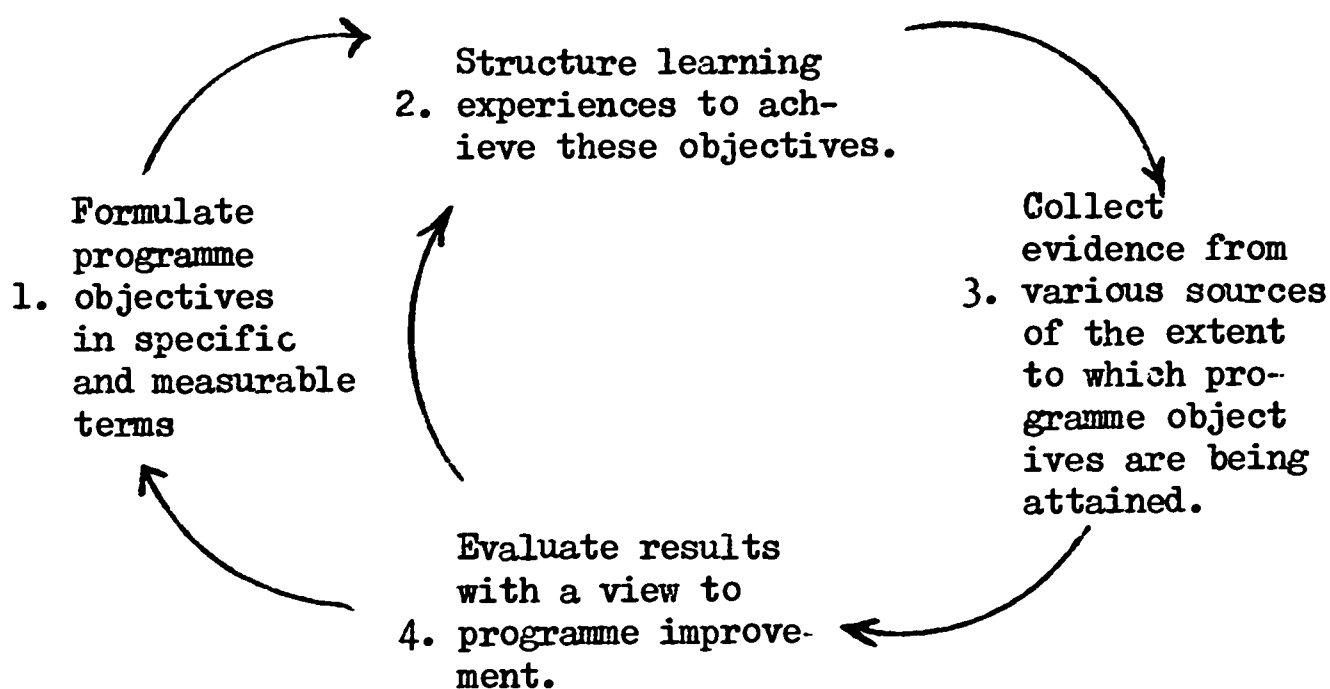 Formulate
programme
1. objectives
in specific
and measurable
terms
Structure learning
2. experiences to ach-
ieve these objectives.
Collect
evidence from
3. various sources
of the extent
to which pro-
gramme object
ives are being
attained.
Evaluate results
with a view to
4. programme improve-
ment.